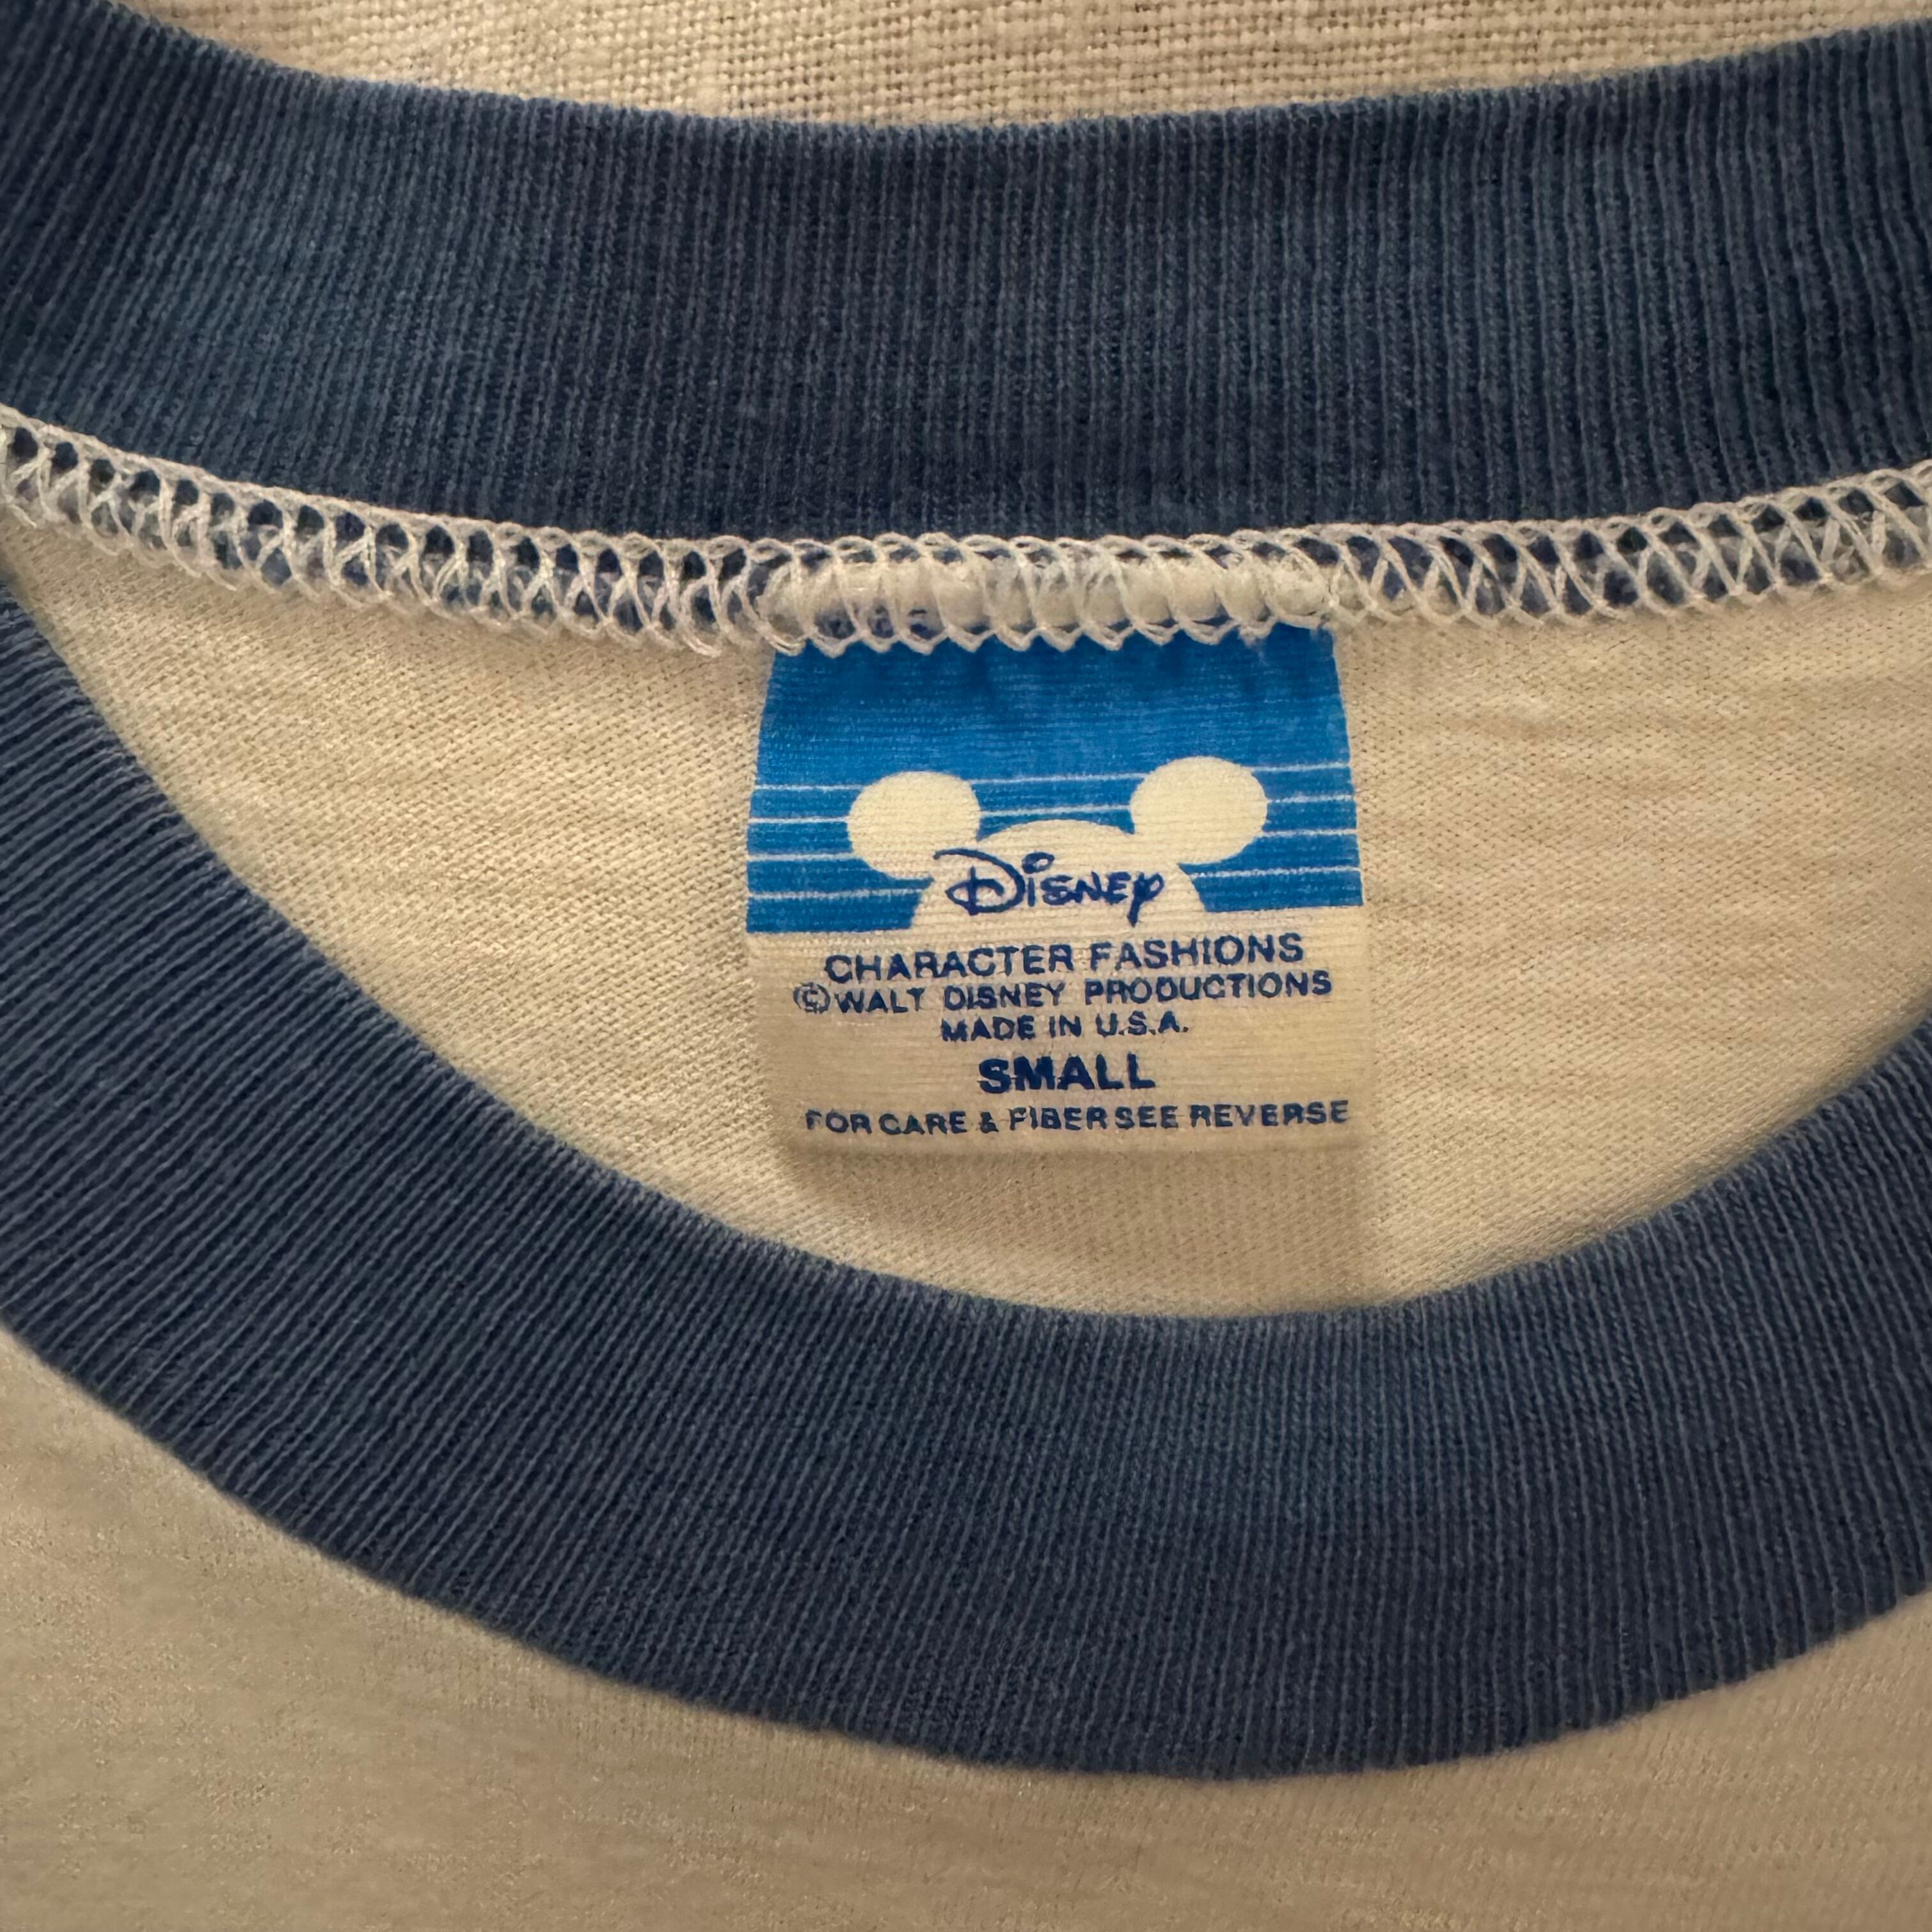 Disney
CHARACTER FASHIONS
©WALT DISNEY PRODUCTIONS
MADE IN U.S.A.
SMALL
FOR CARE & FIBER SEE REVERSE